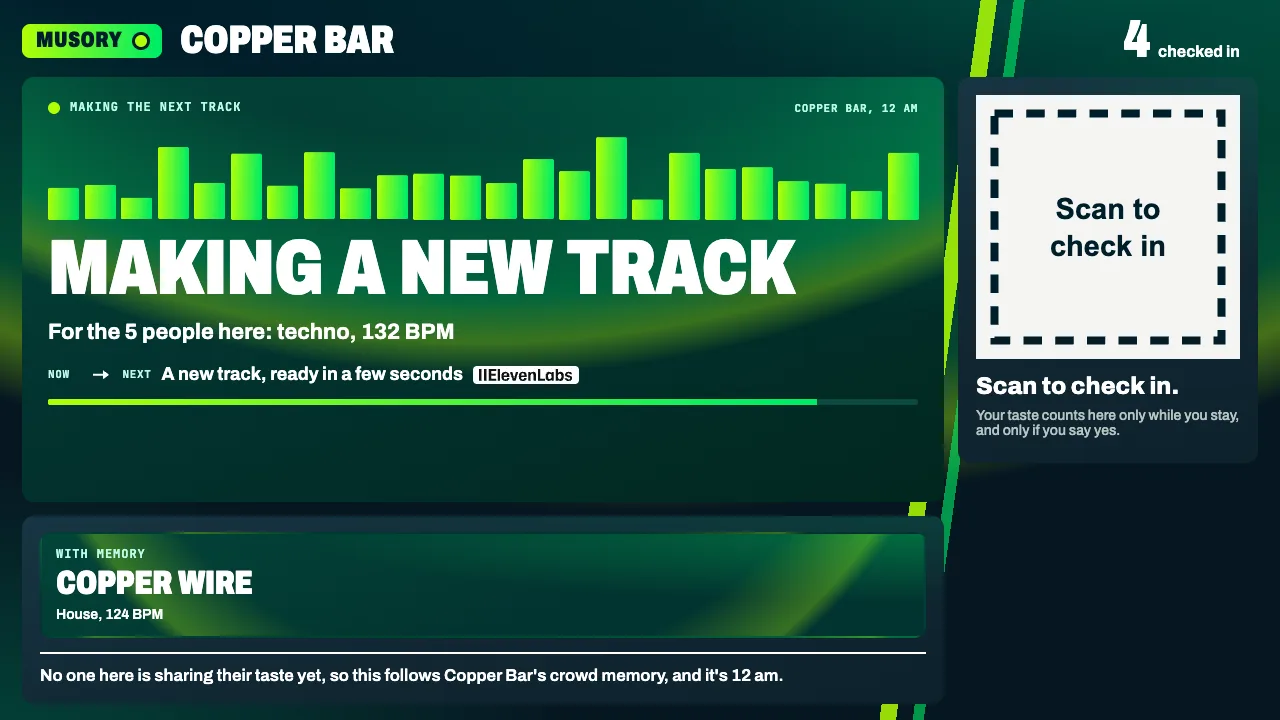 MUSORY
COPPER BAR
4 checked in
MAKING THE NEXT TRACK
COPPER BAR, 12 AM
MAKING A NEW TRACK
For the 5 people here: techno, 132 BPM
NOW → NEXT A new track, ready in a few seconds IIElevenLabs
Scan to
check in
Scan to check in.
Your taste counts here only while you stay,
and only if you say yes.
WITH MEMORY
COPPER WIRE
House, 124 BPM
No one here is sharing their taste yet, so this follows Copper Bar's crowd memory, and it's 12 am.